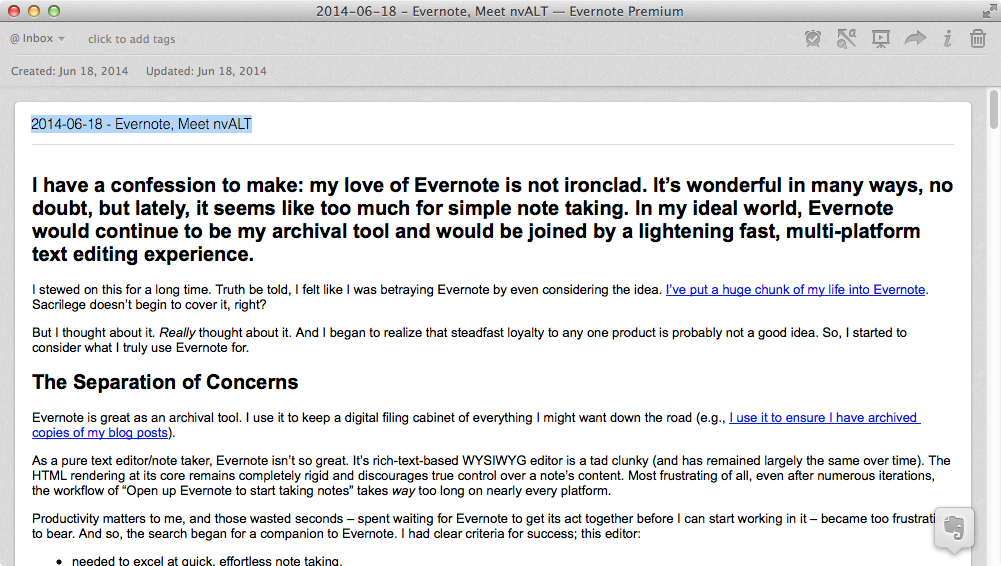 2014-06-18 – Evernote, Meet nvALT — Evernote Premium
@ Inbox
click to add tags
Created: Jun 18, 2014 Updated: Jun 18, 2014
2014-06-18 - Evernote, Meet nvALT
I have a confession to make: my love of Evernote is not ironclad. It’s wonderful in many ways, no
doubt, but lately, it seems like too much for simple note taking. In my ideal world, Evernote
would continue to be my archival tool and would be joined by a lightening fast, multi-platform
text editing experience.
I stewed on this for a long time. Truth be told, I felt like I was betraying Evernote by even considering the idea. I’ve put a huge chunk of my life into Evernote.
Sacrilege doesn’t begin to cover it, right?
But I thought about it. Really thought about it. And I began to realize that steadfast loyalty to any one product is probably not a good idea. So, I started to
consider what I truly use Evernote for.
The Separation of Concerns
Evernote is great as an archival tool. I use it to keep a digital filing cabinet of everything I might want down the road (e.g., I use it to ensure I have archived
copies of my blog posts).
As a pure text editor/note taker, Evernote isn’t so great. It’s rich-text-based WYSIWYG editor is a tad clunky (and has remained largely the same over time). The
HTML rendering at its core remains completely rigid and discourages true control over a note’s content. Most frustrating of all, even after numerous iterations,
the workflow of “Open up Evernote to start taking notes” takes way too long on nearly every platform.
Productivity matters to me, and those wasted seconds – spent waiting for Evernote to get its act together before I can start working in it – became too frustrati
to bear. And so, the search began for a companion to Evernote. I had clear criteria for success; this editor:
• needed to excel at quick, effortless note taking.